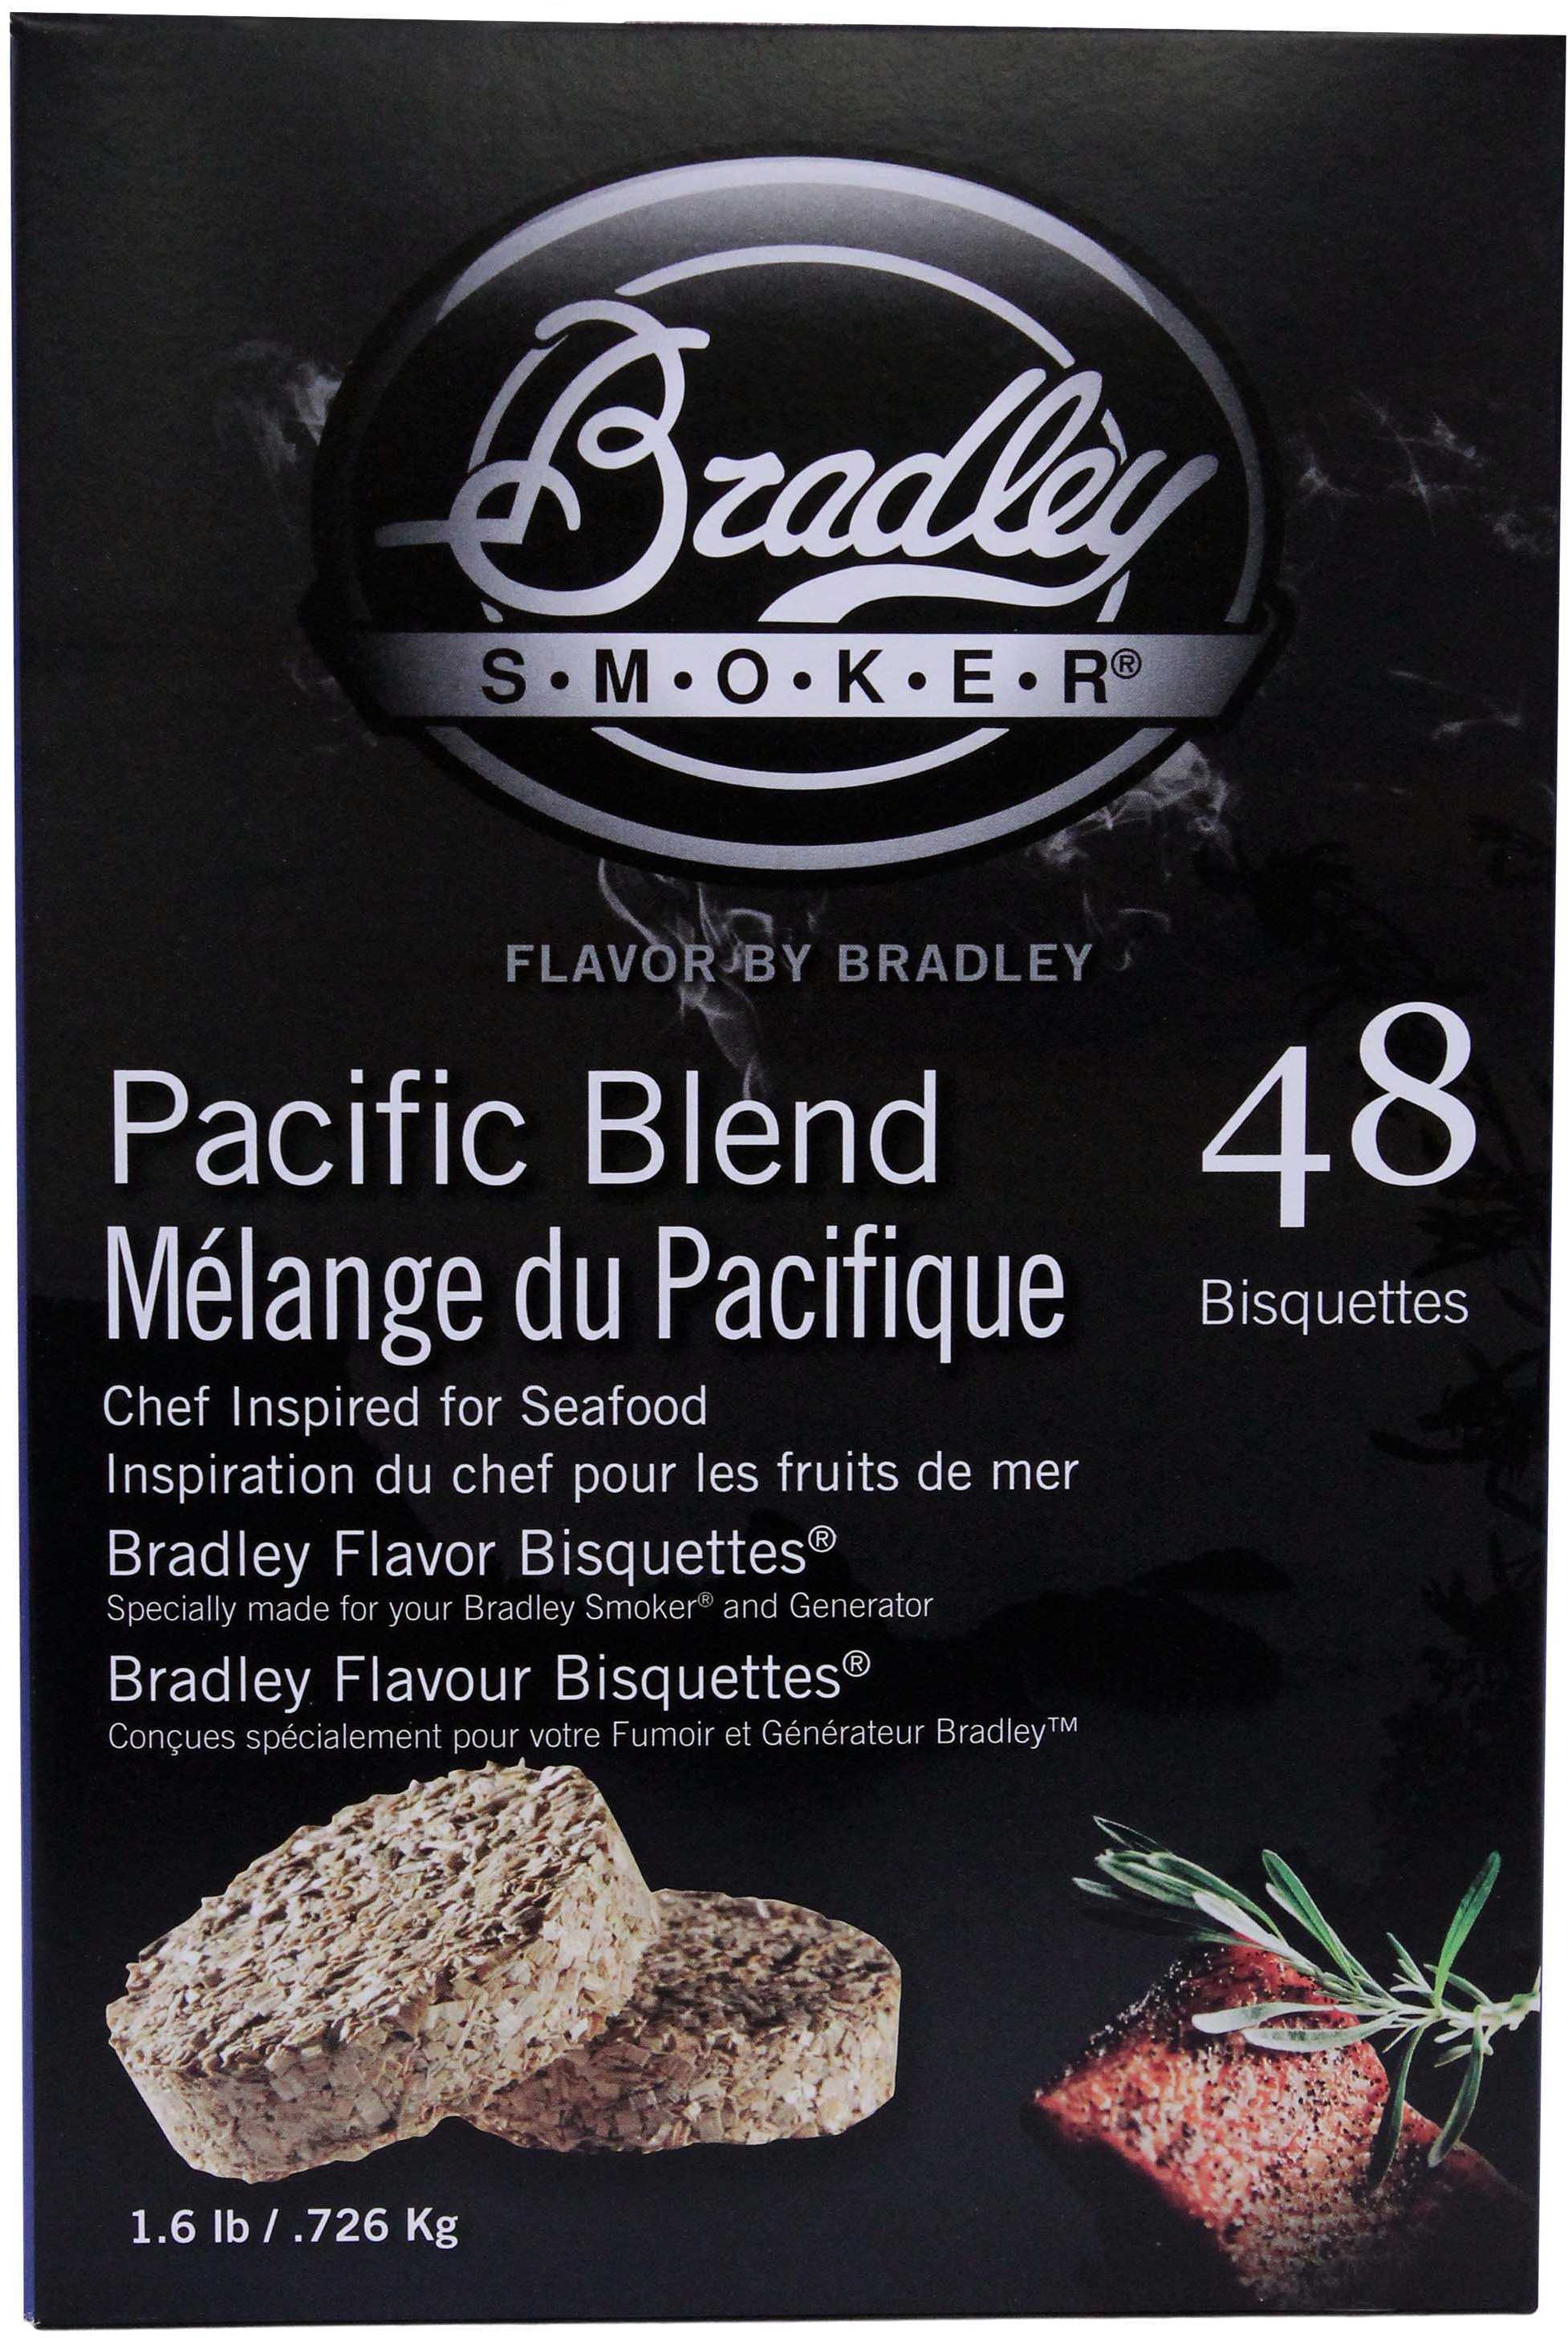 Bradley
S•M•O•K•E•R®
FLAVOR BY BRADLEY
Pacific Blend
48
Mélange du Pacifique
Bisquettes
Chef Inspired for Seafood
Inspiration du chef pour les fruits de mer
Bradley Flavor Bisquettes®
Specially made for your Bradley Smoker® and Generator
Bradley Flavour Bisquettes®
Conçues spécialement pour votre Fumoir et Générateur Bradley™
1.6 lb / .726 Kg